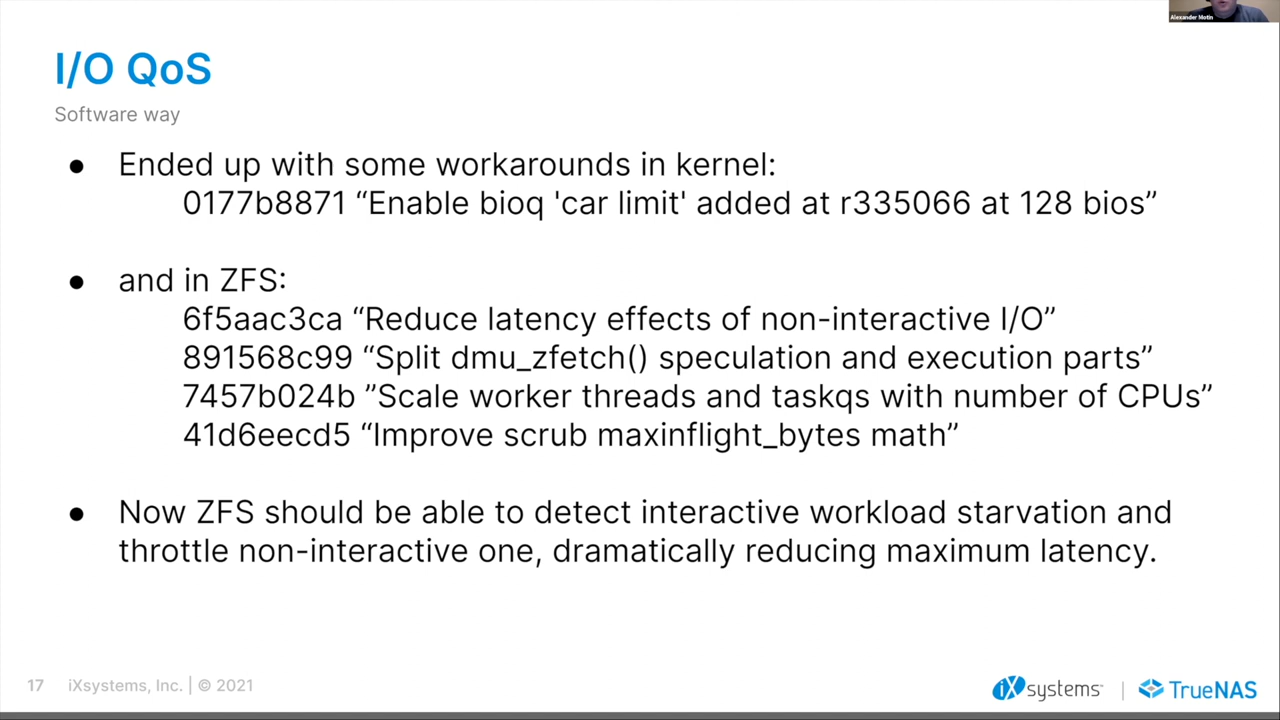 Alexander Motin
I/O QoS
Software way
● Ended up with some workarounds in kernel:
0177b8871 “Enable bioq 'car limit' added at r335066 at 128 bios”
● and in ZFS:
6f5aac3ca “Reduce latency effects of non-interactive I/O”
891568c99 “Split dmu_zfetch() speculation and execution parts”
7457b024b ”Scale worker threads and taskqs with number of CPUs”
41d6eecd5 “Improve scrub maxinflight_bytes math”
● Now ZFS should be able to detect interactive workload starvation and
throttle non-interactive one, dramatically reducing maximum latency.
17 iXsystems, Inc. | © 2021
iXsystems | TrueNAS